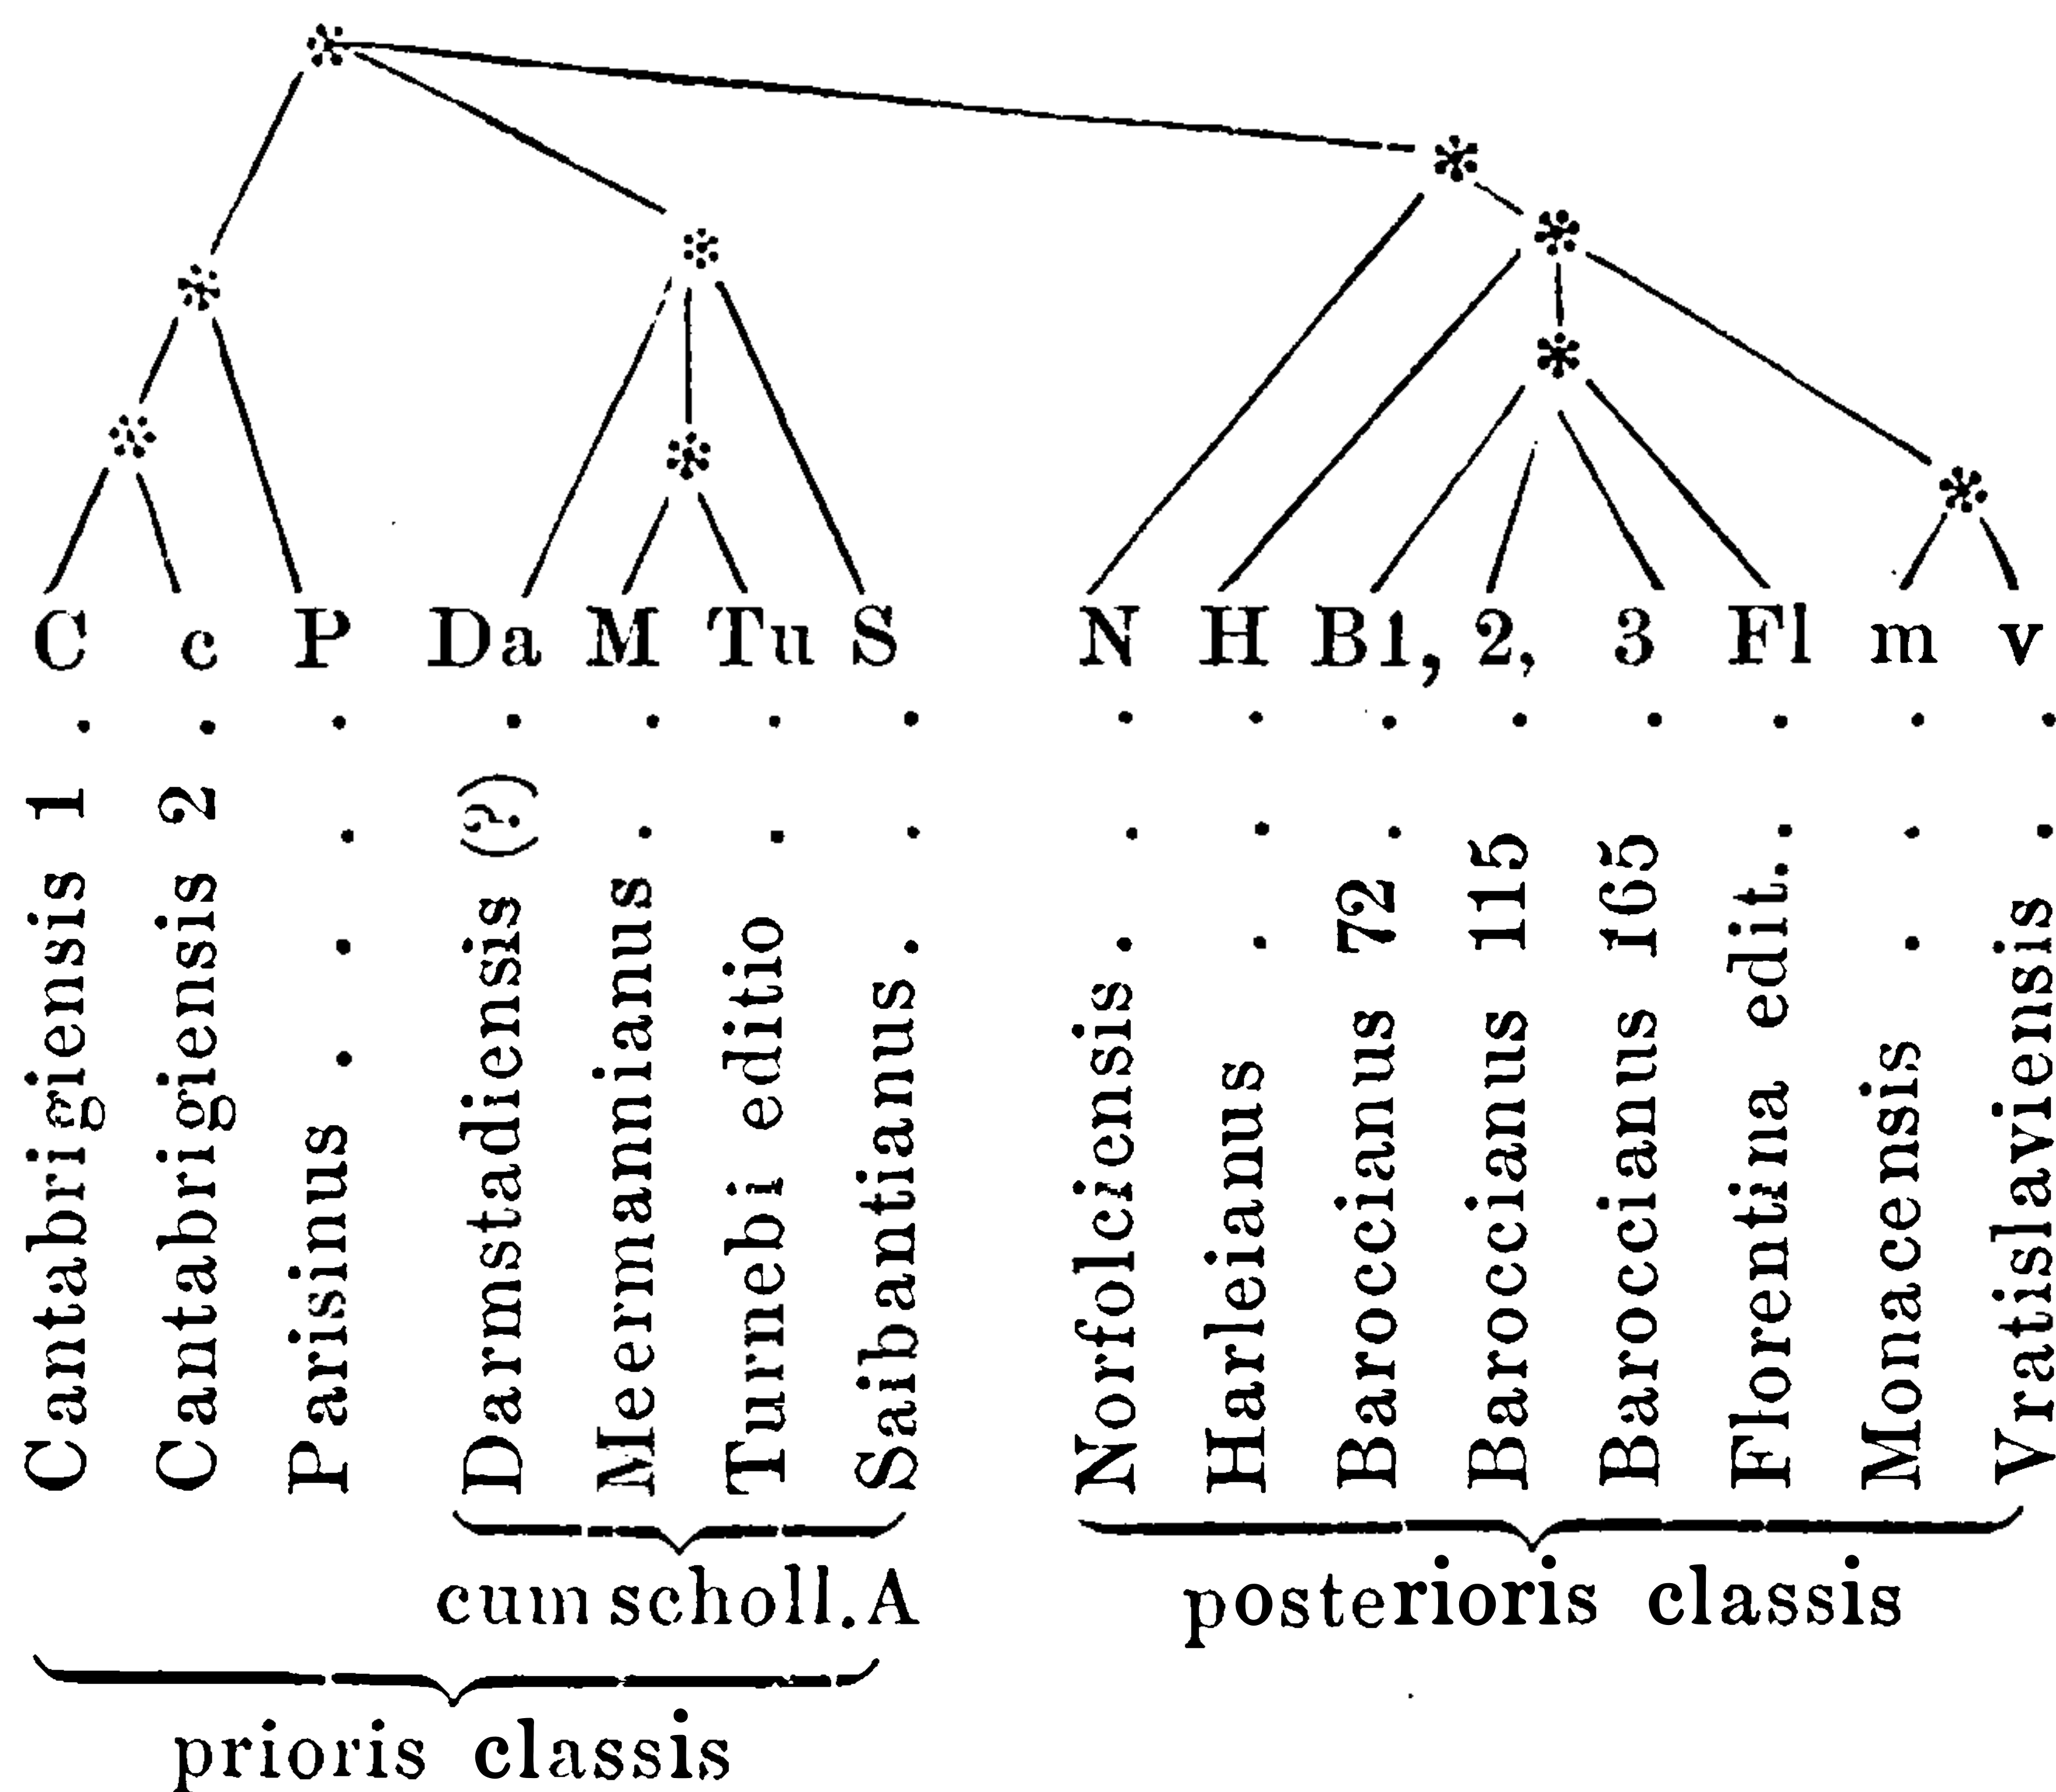 C c P Da M Tu S N H B1, 2, 3 Fl m v
Cantabrigiensis 1
Cantabrigiensis 2
Parisinus . . .
Darmstadiensis (?)
Meermannianus .
Turnebi editio .
Saibantianus . .
Norfolciensis . .
Harleianus . .
Baroccianus 72 .
Baroccianus 115
Baroccianus 165
Florentina edit. .
Monacensis . .
Vratislaviensis .
cum scholl. A
posterioris classis
prioris classis